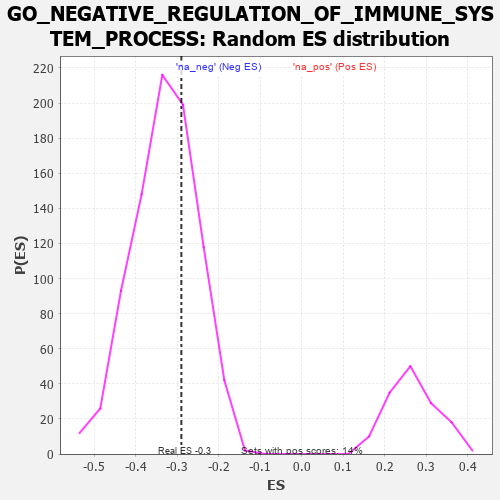 GO_NEGATIVE_REGULATION_OF_IMMUNE_SYS
TEM_PROCESS: Random ES distribution
'na_neg' (Neg ES) 'na_pos' (Pos ES)
220
200
180
160
140
120
100
80
60
40
20
0
P(ES)
Real ES -0.3 Sets with pos scores: 14%
-0.5 -0.4 -0.3 -0.2 -0.1 0.0 0.1 0.2 0.3 0.4
ES